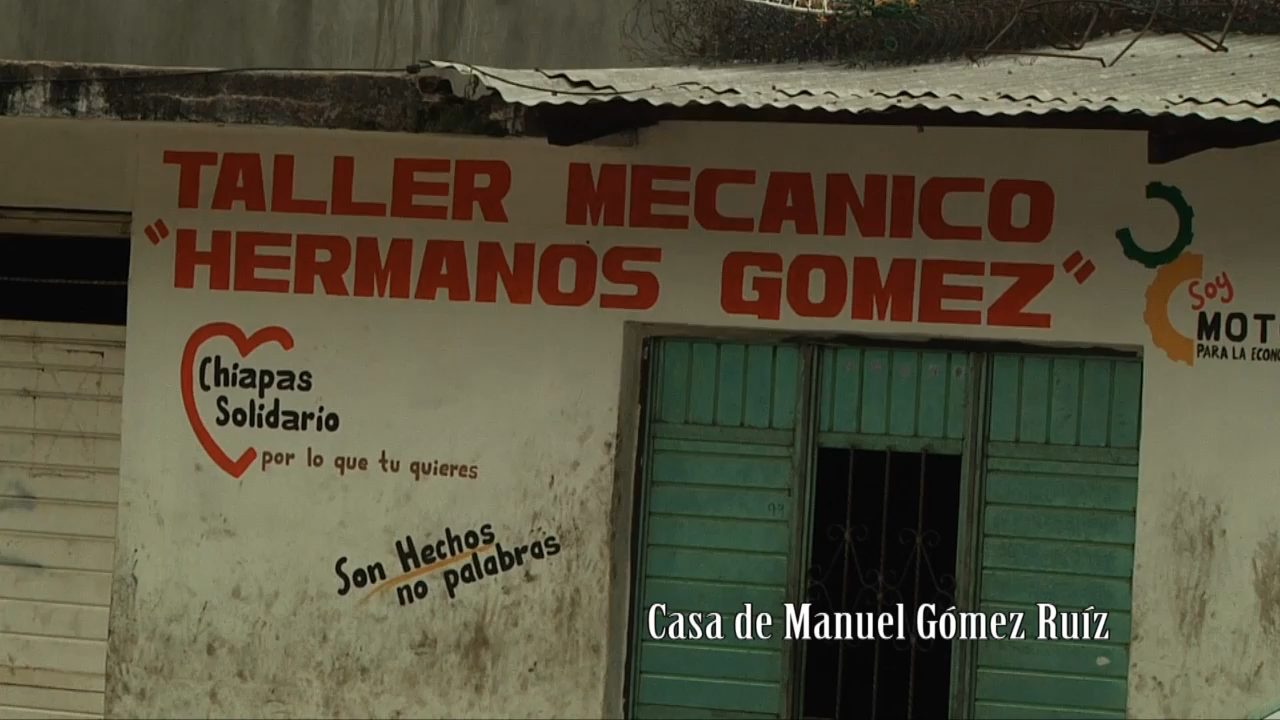 TALLER MECANICO
"HERMANOS GOMEZ"
Soy
MOT
PARA LA ECONO
Chiapas
Solidario
por lo que tu quieres
Son Hechos
no palabras
Casa de Manuel Gómez Ruíz